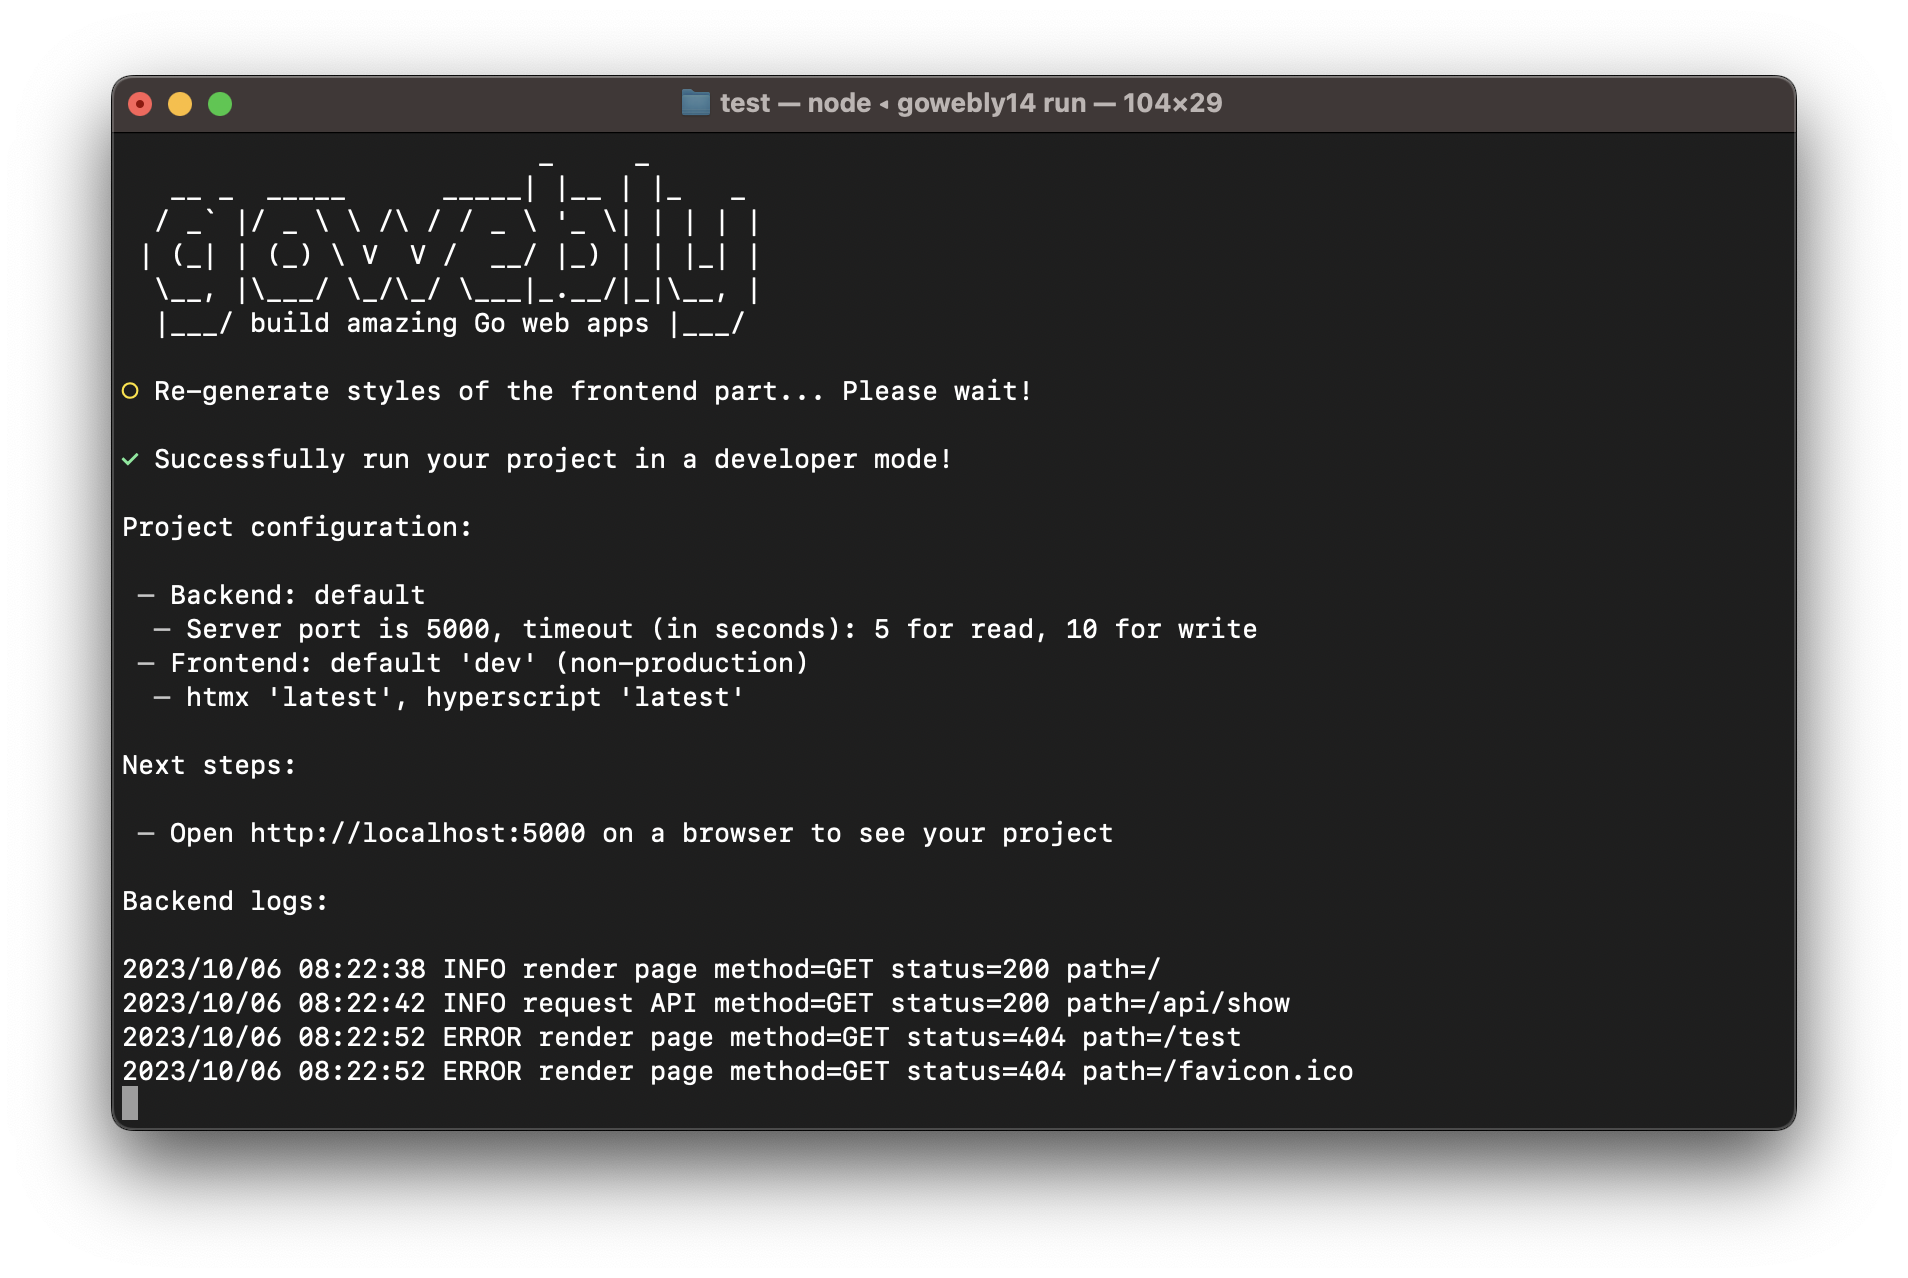 test — node ◂ gowebly14 run — 104×29
                          _     _
   __ _  _____      _____| |__ | |_   _
  / _` |/ _ \ \ /\ / / _ \ '_ \| | | | |
 | (_| | (_) \ V  V /  __/ |_) | | |_| |
  \__, |\___/ \_/\_/ \___|_.__/|_|\__, |
  |___/ build amazing Go web apps |___/
Re-generate styles of the frontend part... Please wait!
✓ Successfully run your project in a developer mode!
Project configuration:
— Backend: default
— Server port is 5000, timeout (in seconds): 5 for read, 10 for write
— Frontend: default 'dev' (non-production)
— htmx 'latest', hyperscript 'latest'
Next steps:
— Open http://localhost:5000 on a browser to see your project
Backend logs:
2023/10/06 08:22:38 INFO render page method=GET status=200 path=/
2023/10/06 08:22:42 INFO request API method=GET status=200 path=/api/show
2023/10/06 08:22:52 ERROR render page method=GET status=404 path=/test
2023/10/06 08:22:52 ERROR render page method=GET status=404 path=/favicon.ico